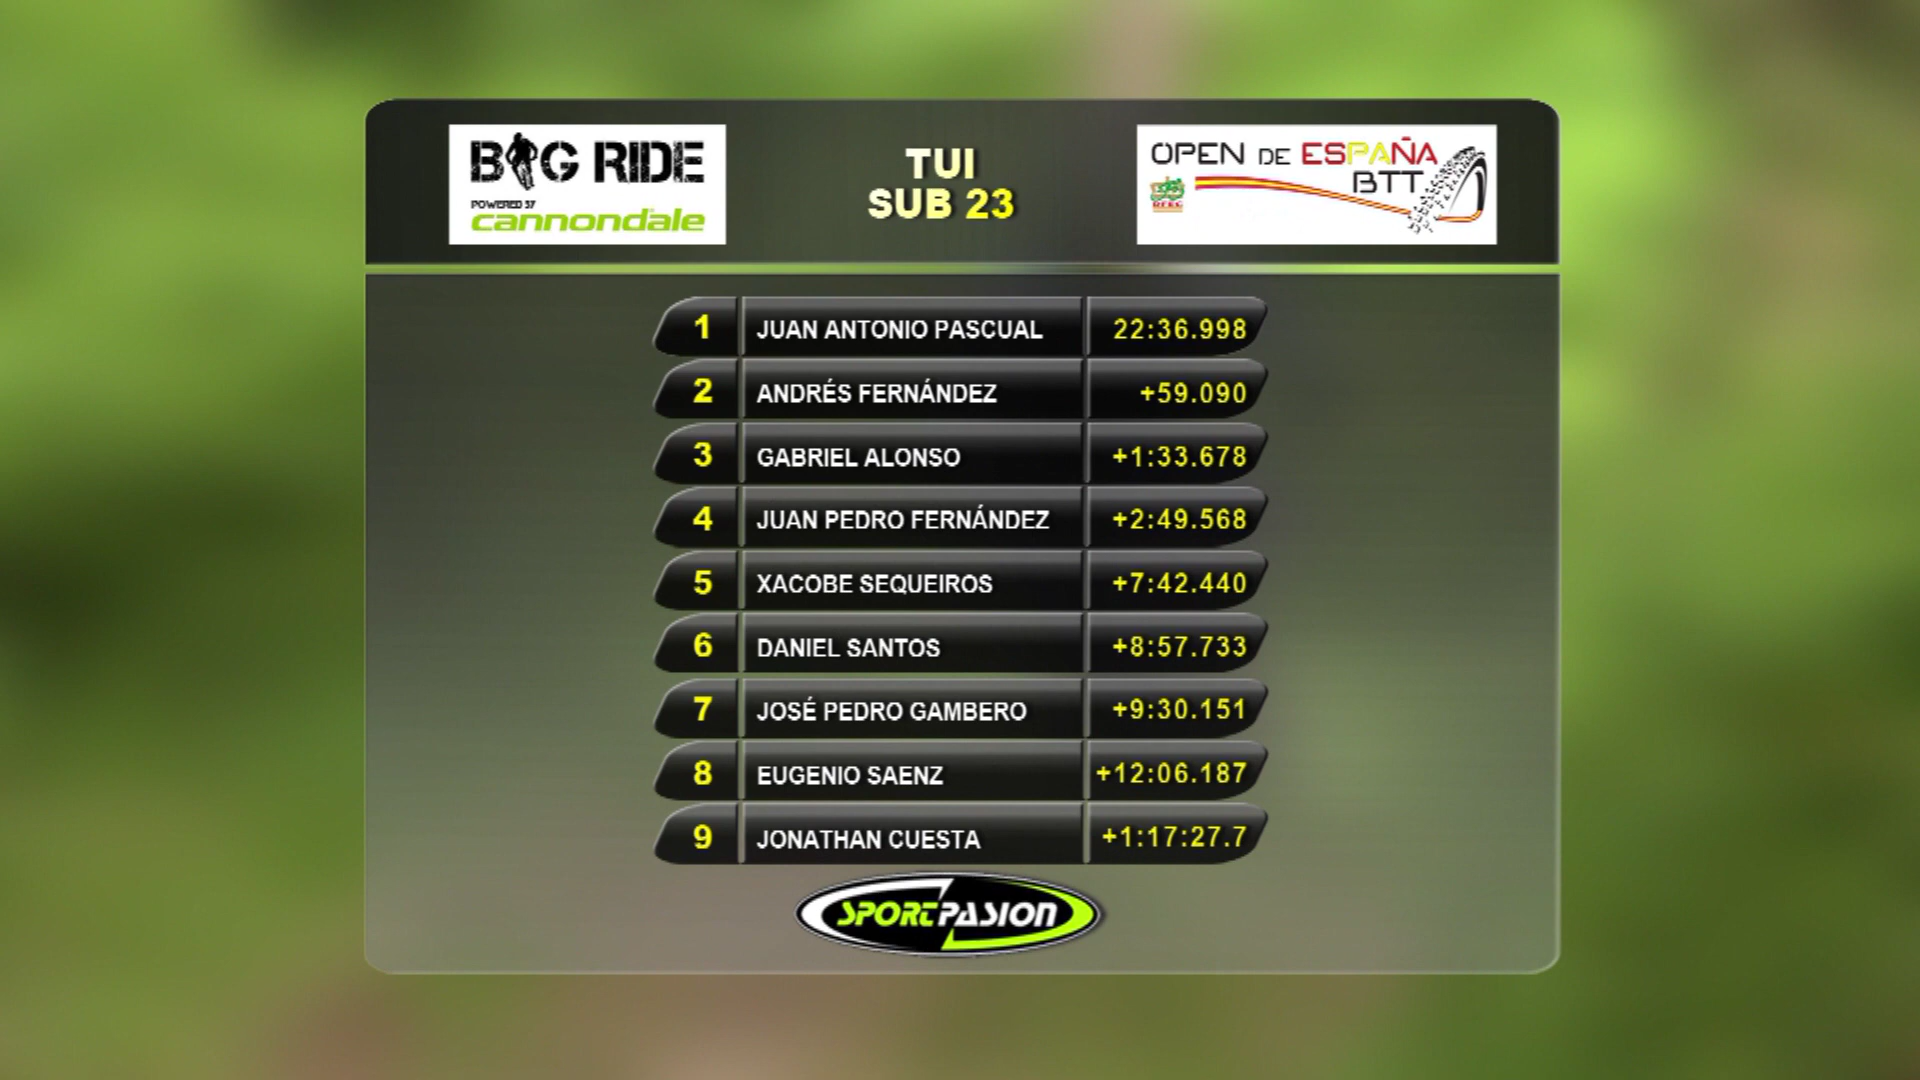 BIG RIDE
POWERED BY
cannondale
TUI
SUB 23
OPEN DE ESPAÑA
BTT
RFEC
1 JUAN ANTONIO PASCUAL 22:36.998
2 ANDRÉS FERNÁNDEZ +59.090
3 GABRIEL ALONSO +1:33.678
4 JUAN PEDRO FERNÁNDEZ +2:49.568
5 XACOBE SEQUEIROS +7:42.440
6 DANIEL SANTOS +8:57.733
7 JOSÉ PEDRO GAMBERO +9:30.151
8 EUGENIO SAENZ +12:06.187
9 JONATHAN CUESTA +1:17:27.7
SPORTPASION